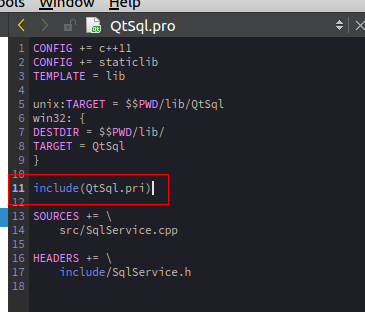 ools Window Help
QtSql.pro
1 CONFIG += c++11
2 CONFIG += staticlib
3 TEMPLATE = lib
4
5 unix:TARGET = $$PWD/lib/QtSql
6 win32: {
7 DESTDIR = $$PWD/lib/
8 TARGET = QtSql
9 }
10
11 include(QtSql.pri)
12
13 SOURCES += \
14 src/SqlService.cpp
15
16 HEADERS += \
17 include/SqlService.h
18